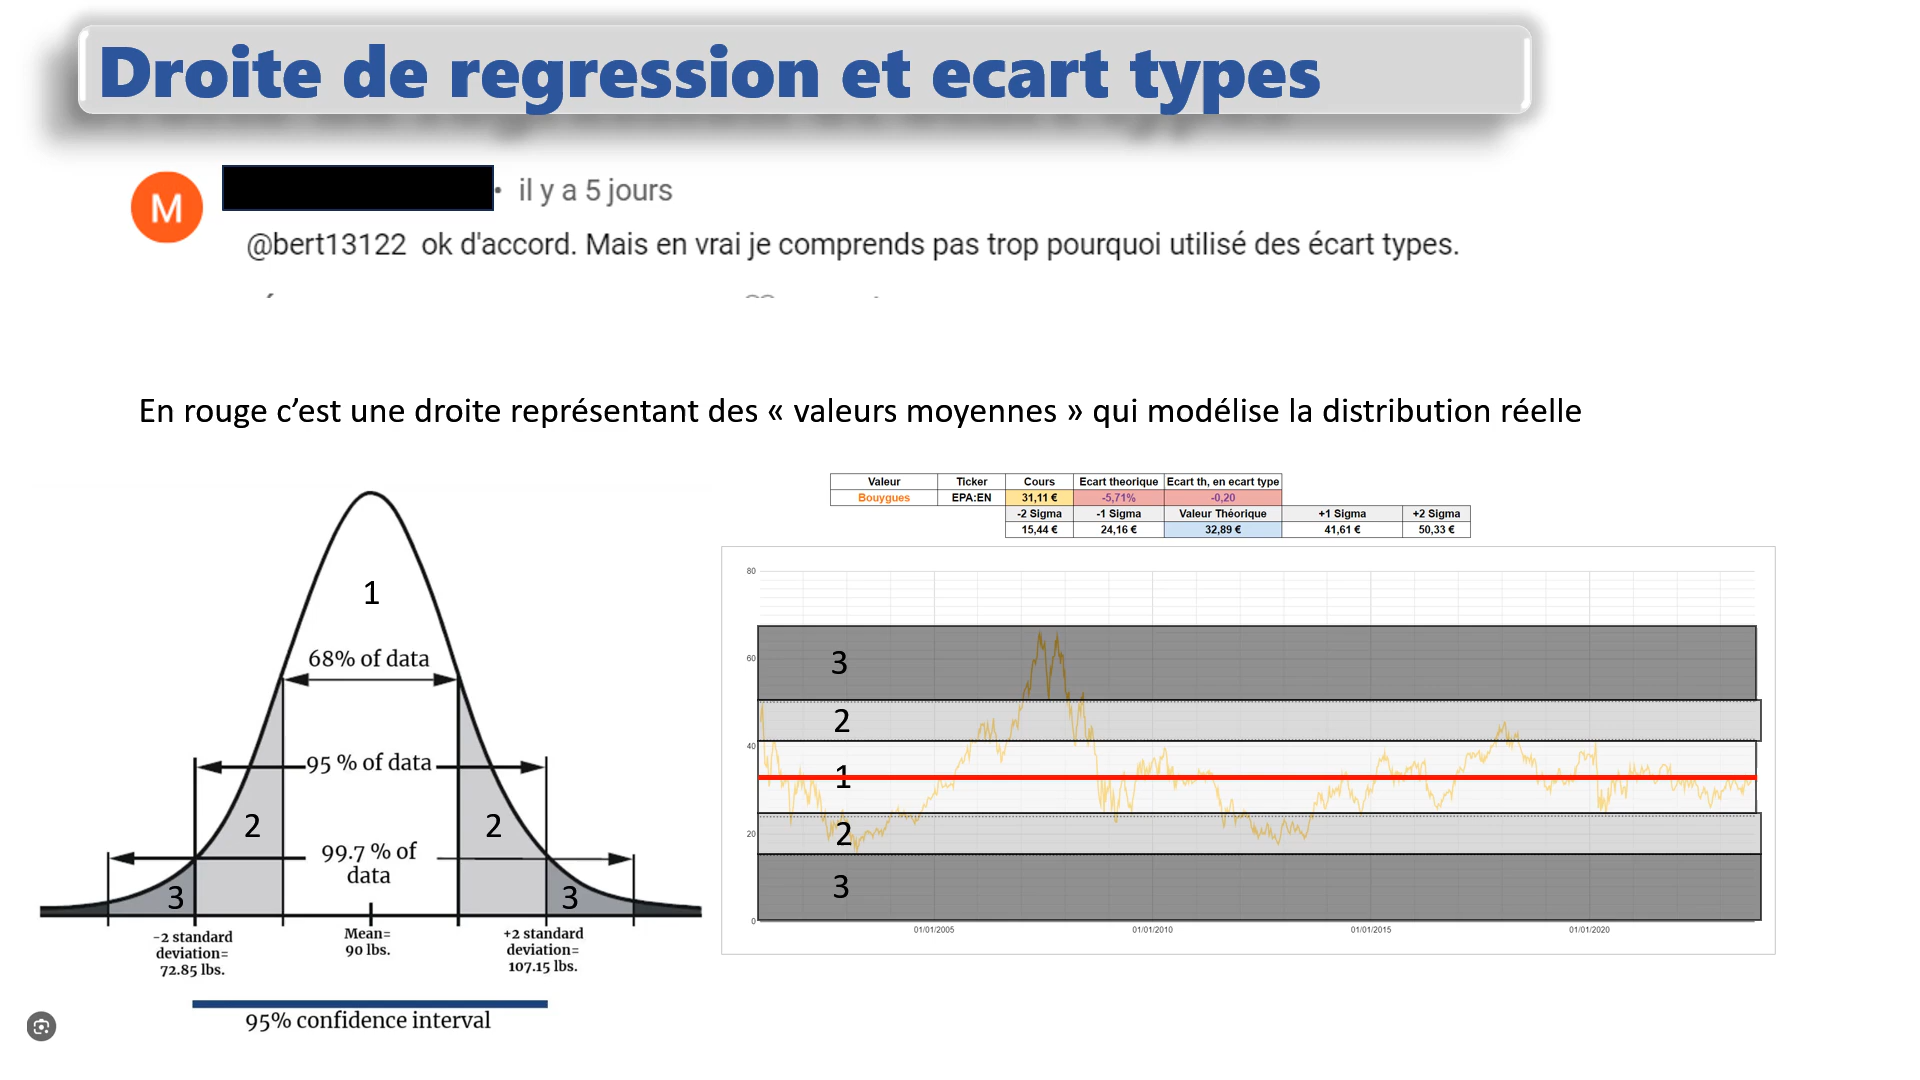 Droite de regression et ecart types
M
• il y a 5 jours
@bert13122 ok d'accord. Mais en vrai je comprends pas trop pourquoi utilisé des écart types.
En rouge c’est une droite représentant des « valeurs moyennes » qui modélise la distribution réelle
1
68% of data
95 % of data
2
2
99.7 % of
data
3
3
-2 standard
deviation=
72.85 lbs.
Mean=
90 lbs.
+2 standard
deviation=
107.15 lbs.
95% confidence interval
Valeur Ticker Cours Ecart theorique Ecart th, en ecart type
Bouygues EPA:EN 31,11 € -5,71% -0,20
-2 Sigma -1 Sigma Valeur Théorique +1 Sigma +2 Sigma
15,44 € 24,16 € 32,89 € 41,61 € 50,33 €
80
60
40
20
0
3
2
1
2
3
01/01/2005 01/01/2010 01/01/2015 01/01/2020